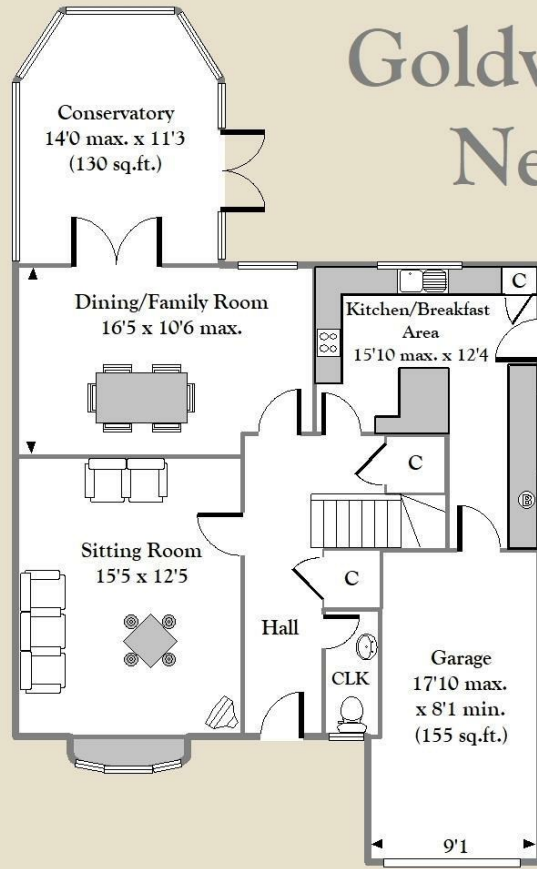 Goldw
Ne
Conservatory
14'0 max. x 11'3
(130 sq.ft.)
Dining/Family Room
16'5 x 10'6 max.
C
Kitchen/Breakfast
Area
15'10 max. x 12'4
C
B
Sitting Room
15'5 x 12'5
C
Hall
CLK
Garage
17'10 max.
x 8'1 min.
(155 sq.ft.)
9'1